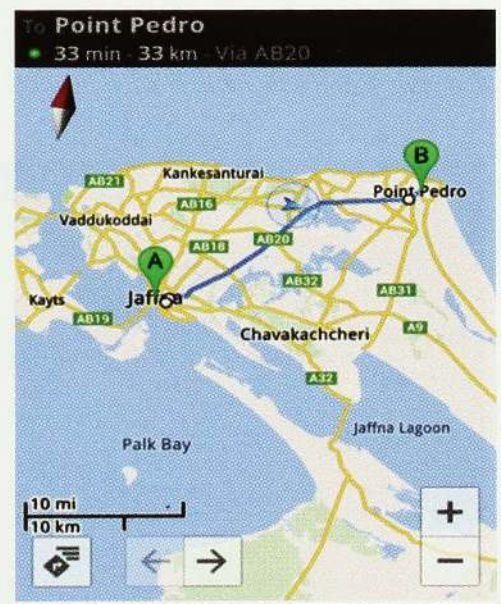 To Point Pedro
33 min - 33 km - Via AB20
B
Kankesanturai
AB21
Point Pedro
AB16
Vaddukoddai
AB18
AB20
A
AB32
AB31
Kayts
Jaffna
AB19
A9
Chavakachcheri
A32
Jaffna Lagoon
Palk Bay
10 mi
10 km
← →
+
−